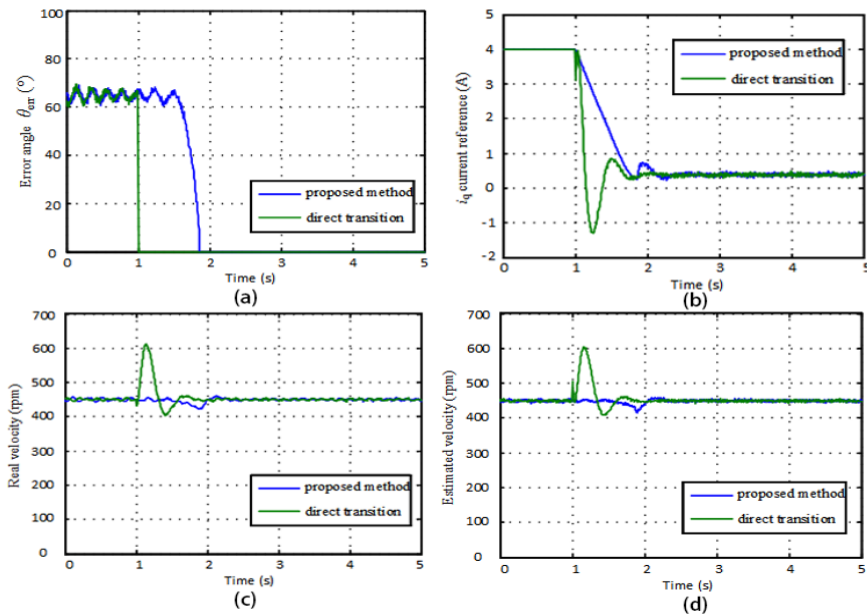 100
80
60
40
20
0
Error angle θerr (°)
proposed method
direct transition
0 1 2 3 4 5
Time (s)
(a)
5
4
3
2
1
0
-1
-2
iq current reference (A)
proposed method
direct transition
0 1 2 3 4 5
Time (s)
(b)
700
600
500
400
300
200
100
0
Real velocity (rpm)
proposed method
direct transition
0 1 2 3 4 5
Time (s)
(c)
700
600
500
400
300
200
100
0
Estimated velocity (rpm)
proposed method
direct transition
0 1 2 3 4 5
Time (s)
(d)